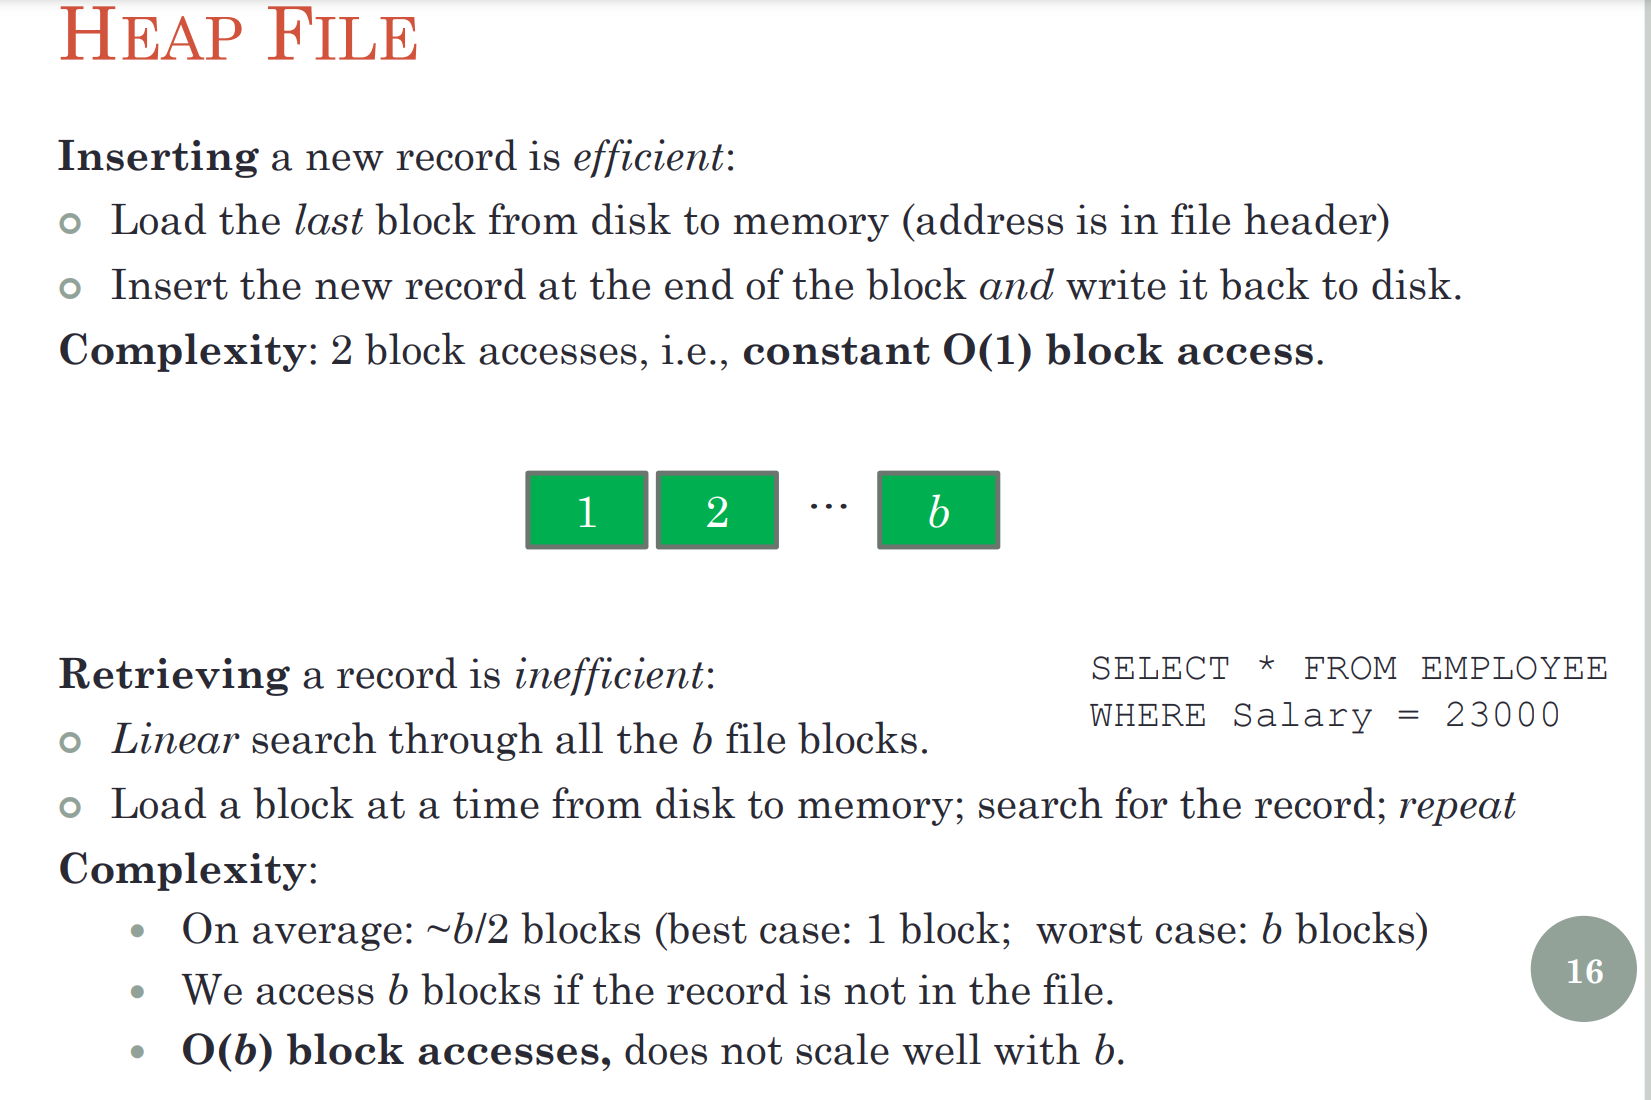 HEAP FILE
Inserting a new record is efficient:
Load the last block from disk to memory (address is in file header)
Insert the new record at the end of the block and write it back to disk.
Complexity: 2 block accesses, i.e., constant O(1) block access.
1 2 ... b
Retrieving a record is inefficient:
SELECT * FROM EMPLOYEE
WHERE Salary = 23000
Linear search through all the b file blocks.
Load a block at a time from disk to memory; search for the record; repeat
Complexity:
• On average: ~b/2 blocks (best case: 1 block; worst case: b blocks)
• We access b blocks if the record is not in the file.
• O(b) block accesses, does not scale well with b.
16